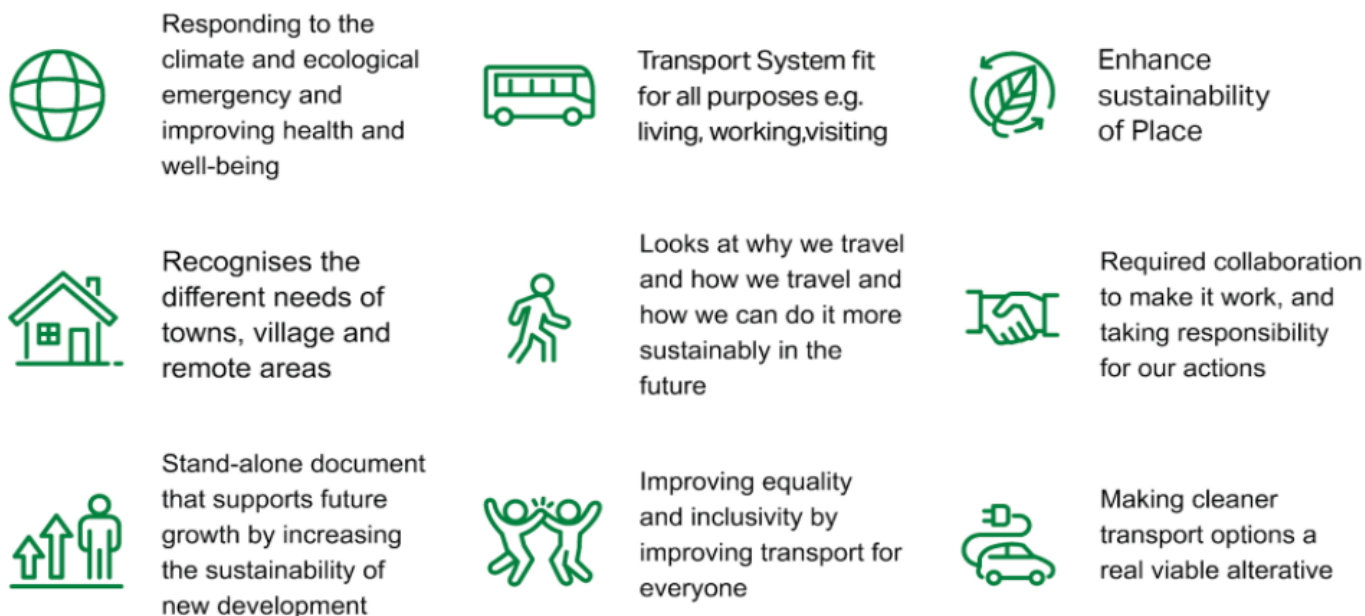 Responding to the
climate and ecological
emergency and
improving health and
well-being
Transport System fit
for all purposes e.g.
living, working,visiting
Enhance
sustainability
of Place
Recognises the
different needs of
towns, village and
remote areas
Looks at why we travel
and how we travel and
how we can do it more
sustainably in the
future
Required collaboration
to make it work, and
taking responsibility
for our actions
Stand-alone document
that supports future
growth by increasing
the sustainability of
new development
Improving equality
and inclusivity by
improving transport for
everyone
Making cleaner
transport options a
real viable alterative